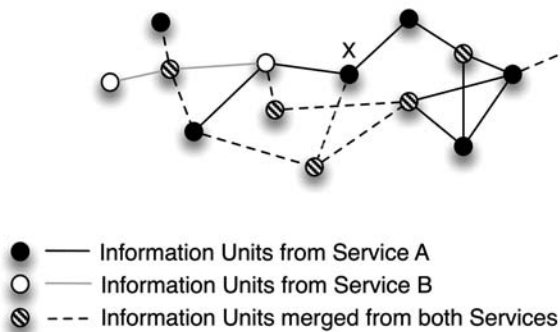 X
Information Units from Service A
Information Units from Service B
Information Units merged from both Services